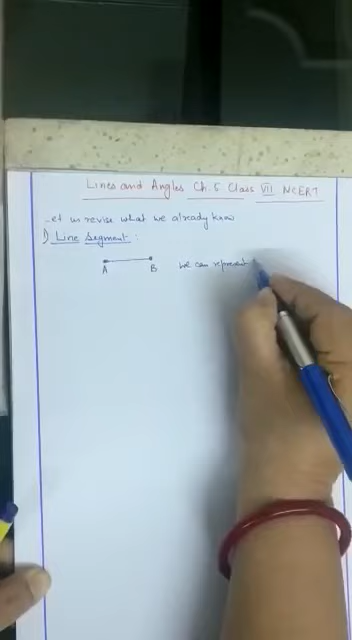 Lines and Angles Ch 5 Class VII NCERT
Let us revise what we already know
1) Line Segment :
A B we can represent